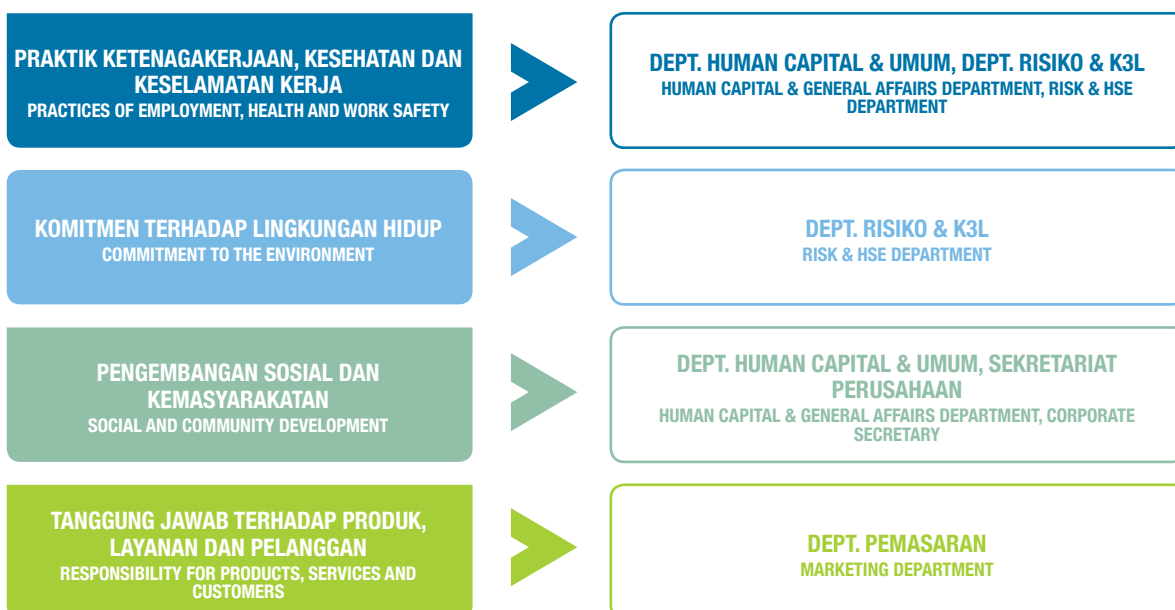 PRAKTIK KETENAGAKERJAAN, KESEHATAN DAN
KESELAMATAN KERJA
PRACTICES OF EMPLOYMENT, HEALTH AND WORK SAFETY
DEPT. HUMAN CAPITAL & UMUM, DEPT. RISIKO & K3L
HUMAN CAPITAL & GENERAL AFFAIRS DEPARTMENT, RISK & HSE
DEPARTMENT
KOMITMEN TERHADAP LINGKUNGAN HIDUP
COMMITMENT TO THE ENVIRONMENT
DEPT. RISIKO & K3L
RISK & HSE DEPARTMENT
PENGEMBANGAN SOSIAL DAN
KEMASYARAKATAN
SOCIAL AND COMMUNITY DEVELOPMENT
DEPT. HUMAN CAPITAL & UMUM, SEKRETARIAT
PERUSAHAAN
HUMAN CAPITAL & GENERAL AFFAIRS DEPARTMENT, CORPORATE
SECRETARY
TANGGUNG JAWAB TERHADAP PRODUK,
LAYANAN DAN PELANGGAN
RESPONSIBILITY FOR PRODUCTS, SERVICES AND
CUSTOMERS
DEPT. PEMASARAN
MARKETING DEPARTMENT